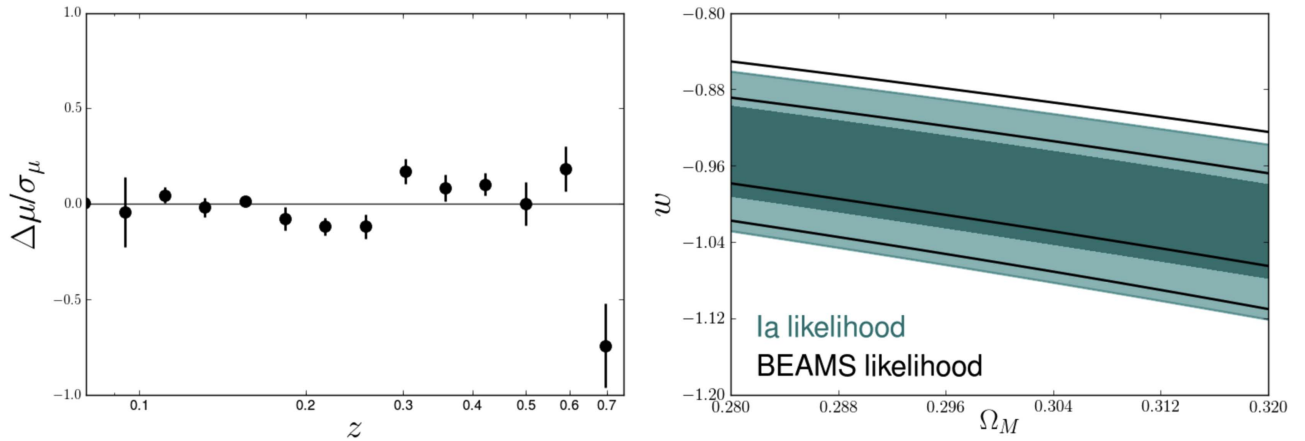 1.0
0.5
0.0
−0.5
−1.0
Δμ/σ_μ
0.1 0.2 0.3 0.4 0.5 0.6 0.7
z
−0.80
−0.88
−0.96
−1.04
−1.12
−1.20
w
Ia likelihood
BEAMS likelihood
0.280 0.288 0.296 0.304 0.312 0.320
Ω_M